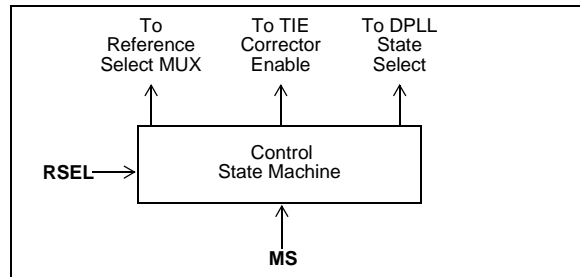 To
Reference
Select MUX
To TIE
Corrector
Enable
To DPLL
State
Select
Control
State Machine
RSEL
MS